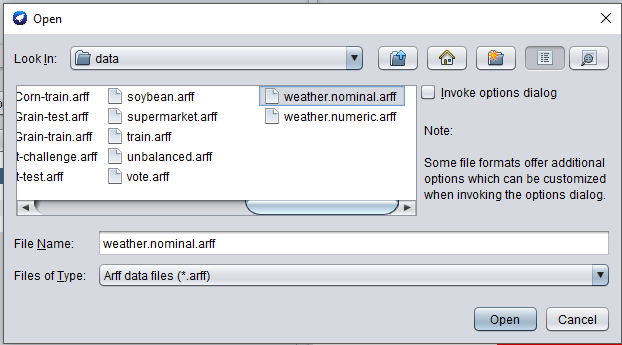 Open
Look In: data
Corn-train.arff soybean.arff weather.nominal.arff
Grain-test.arff supermarket.arff weather.numeric.arff
Grain-train.arff train.arff
t-challenge.arff unbalanced.arff
t-test.arff vote.arff
Invoke options dialog
Note:
Some file formats offer additional
options which can be customized
when invoking the options dialog.
File Name: weather.nominal.arff
Files of Type: Arff data files (*.arff)
Open Cancel